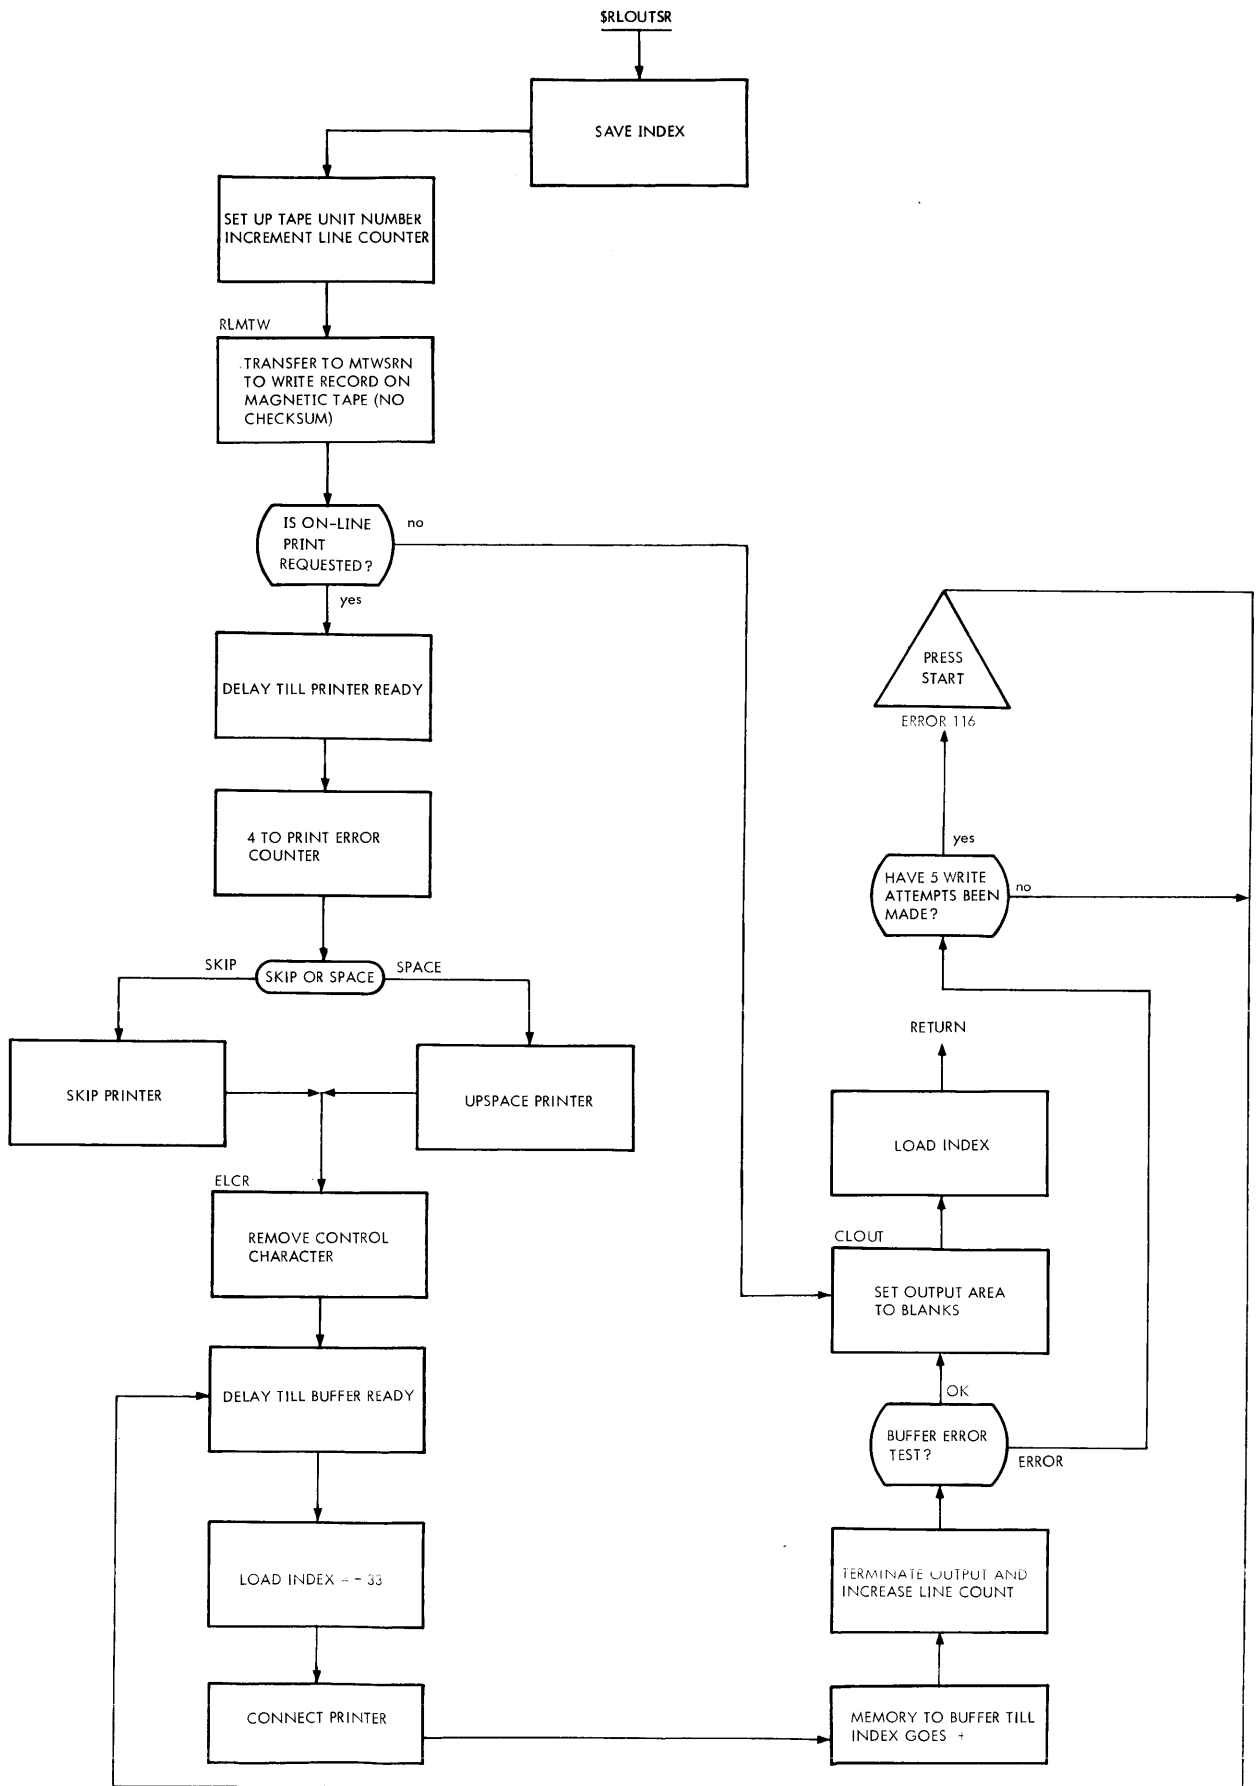 $RLOUTSR
SAVE INDEX
SET UP TAPE UNIT NUMBER
INCREMENT LINE COUNTER
RLMTW
TRANSFER TO MTWSRN
TO WRITE RECORD ON
MAGNETIC TAPE (NO
CHECKSUM)
IS ON-LINE
PRINT
REQUESTED?
no
yes
DELAY TILL PRINTER READY
4 TO PRINT ERROR
COUNTER
SKIP
SKIP OR SPACE
SPACE
SKIP PRINTER
UPSPACE PRINTER
ELCR
REMOVE CONTROL
CHARACTER
DELAY TILL BUFFER READY
LOAD INDEX = - 33
CONNECT PRINTER
MEMORY TO BUFFER TILL
INDEX GOES +
TERMINATE OUTPUT AND
INCREASE LINE COUNT
BUFFER ERROR
TEST?
OK
ERROR
CLOUT
SET OUTPUT AREA
TO BLANKS
LOAD INDEX
RETURN
HAVE 5 WRITE
ATTEMPTS BEEN
MADE?
no
yes
ERROR 116
PRESS
START